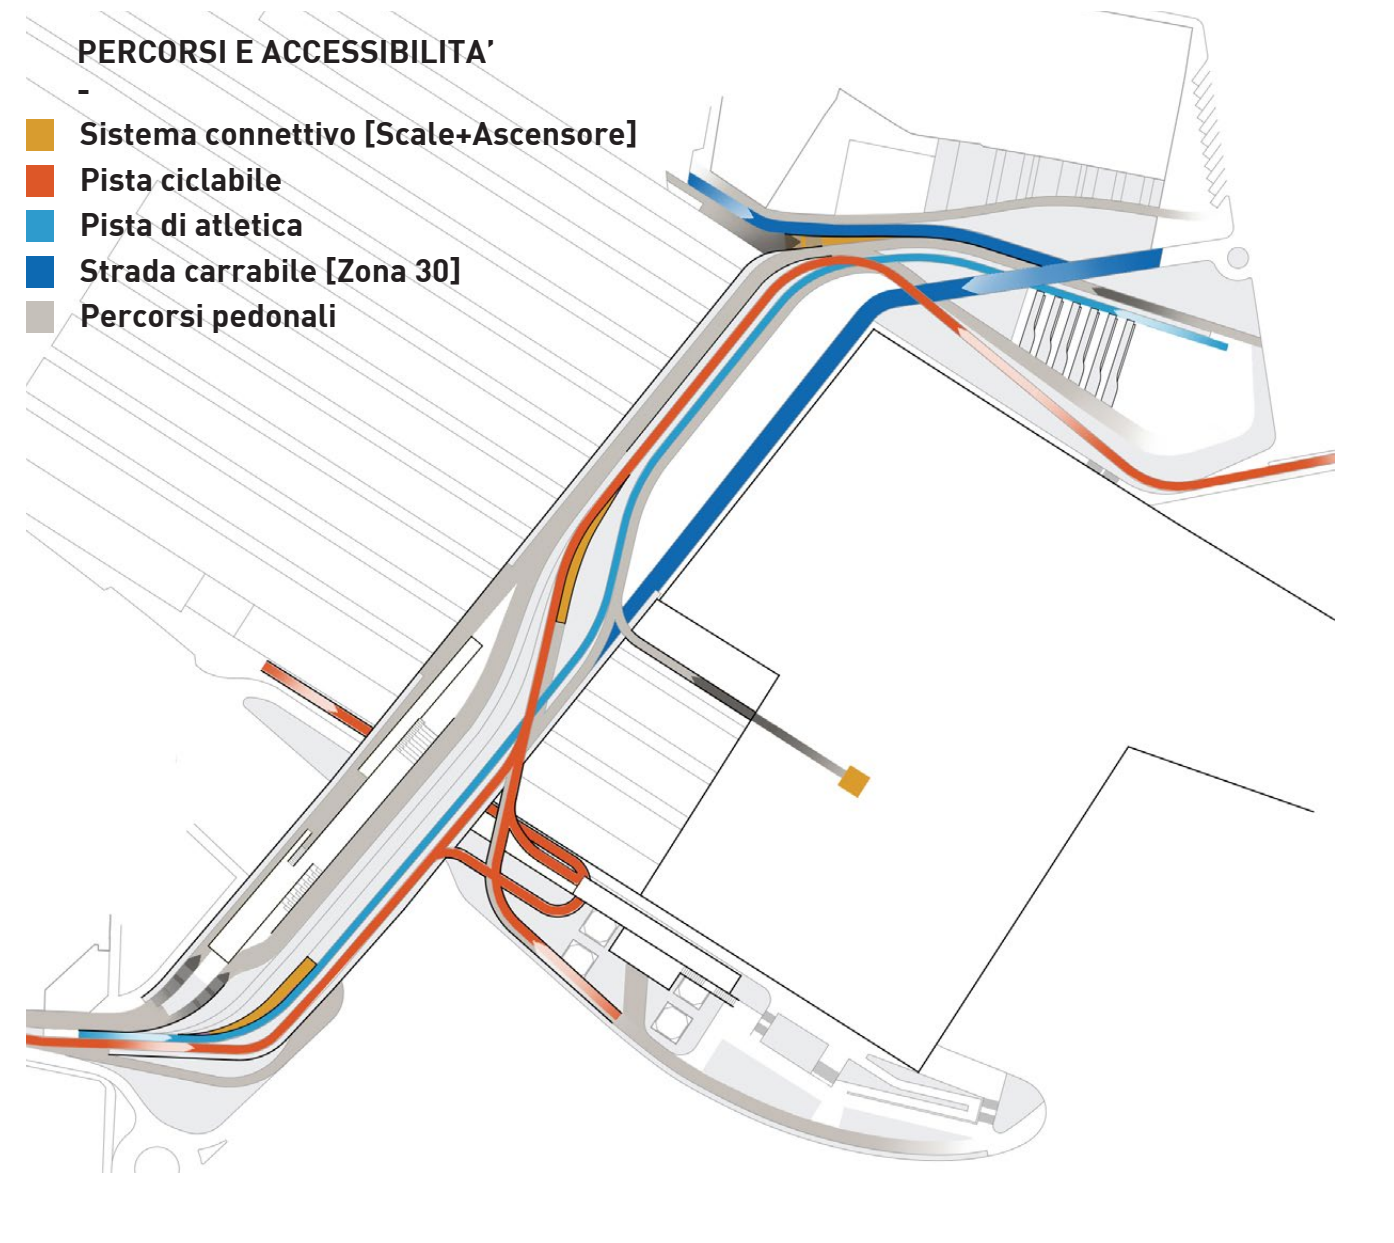 PERCORSI E ACCESSIBILITA’
-
Sistema connettivo [Scale+Ascensore]
Pista ciclabile
Pista di atletica
Strada carrabile [Zona 30]
Percorsi pedonali